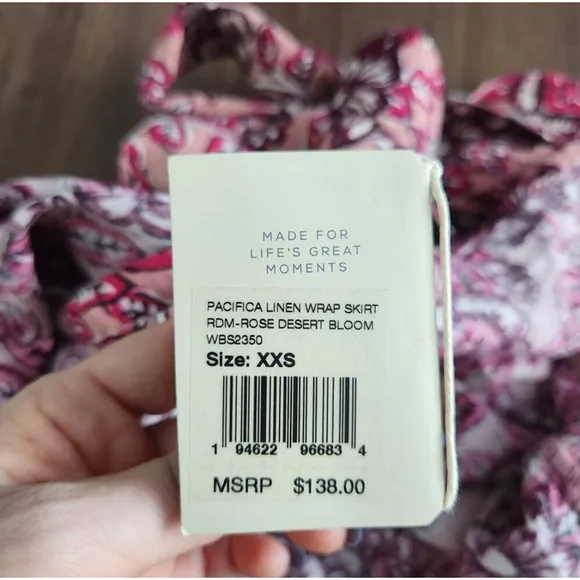 MADE FOR
LIFE'S GREAT
MOMENTS
PACIFICA LINEN WRAP SKIRT
RDM-ROSE DESERT BLOOM
WBS2350
Size: XXS
1 94622 96683 4
MSRP $138.00